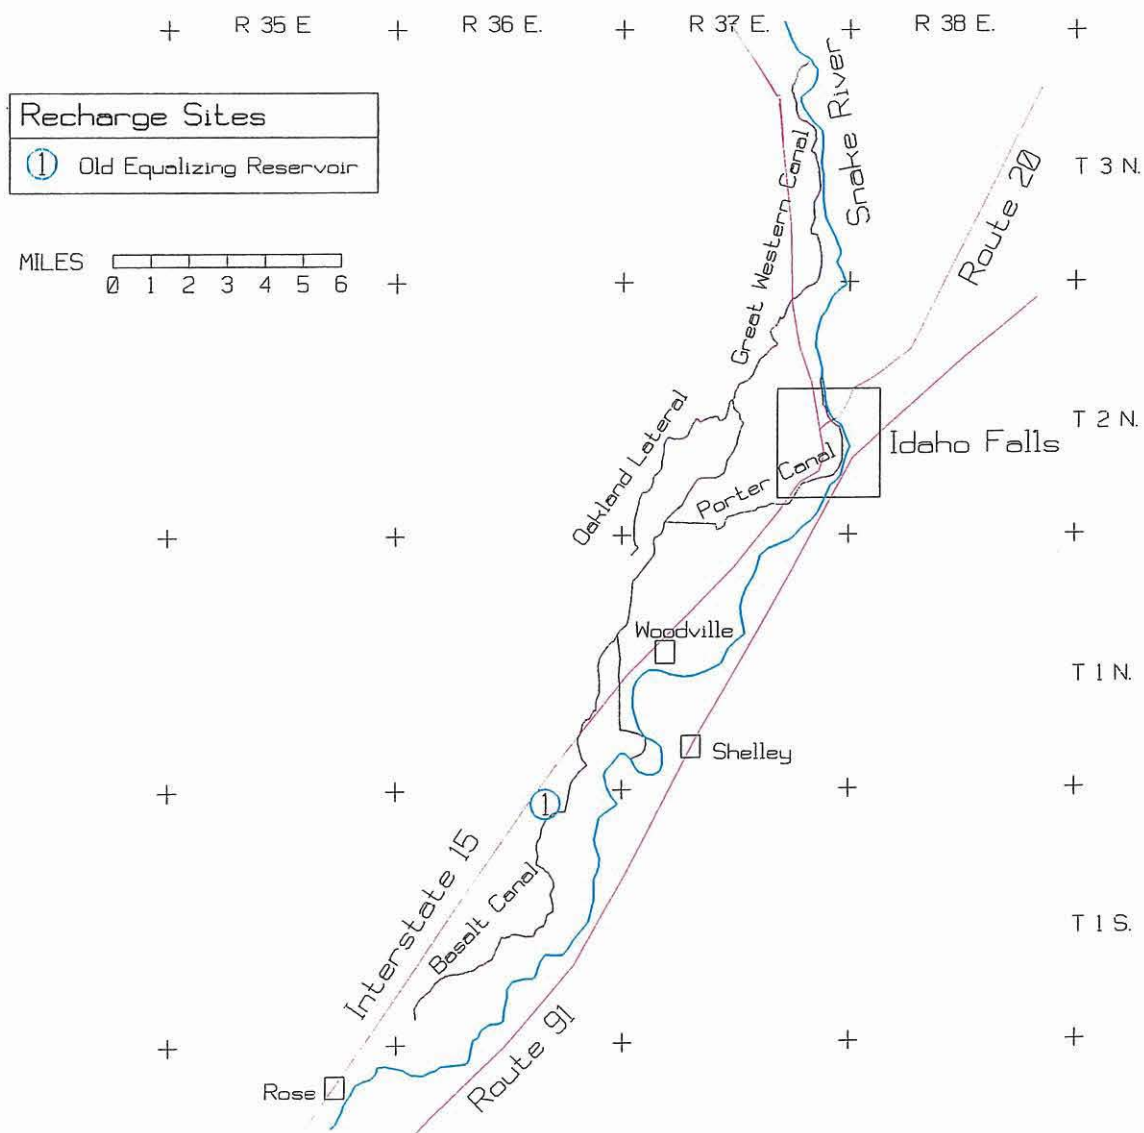 R 35 E
R 36 E.
R 37 E.
R 38 E.
Recharge Sites
1 Old Equalizing Reservoir
MILES
0 1 2 3 4 5 6
Snake River
Great Western Canal
Route 20
T 3 N.
Oakland Lateral
Porter Canal
Idaho Falls
T 2 N.
Woodville
T 1 N.
Shelley
1
Interstate 15
Basalt Canal
T 1 S.
Route 91
Rose